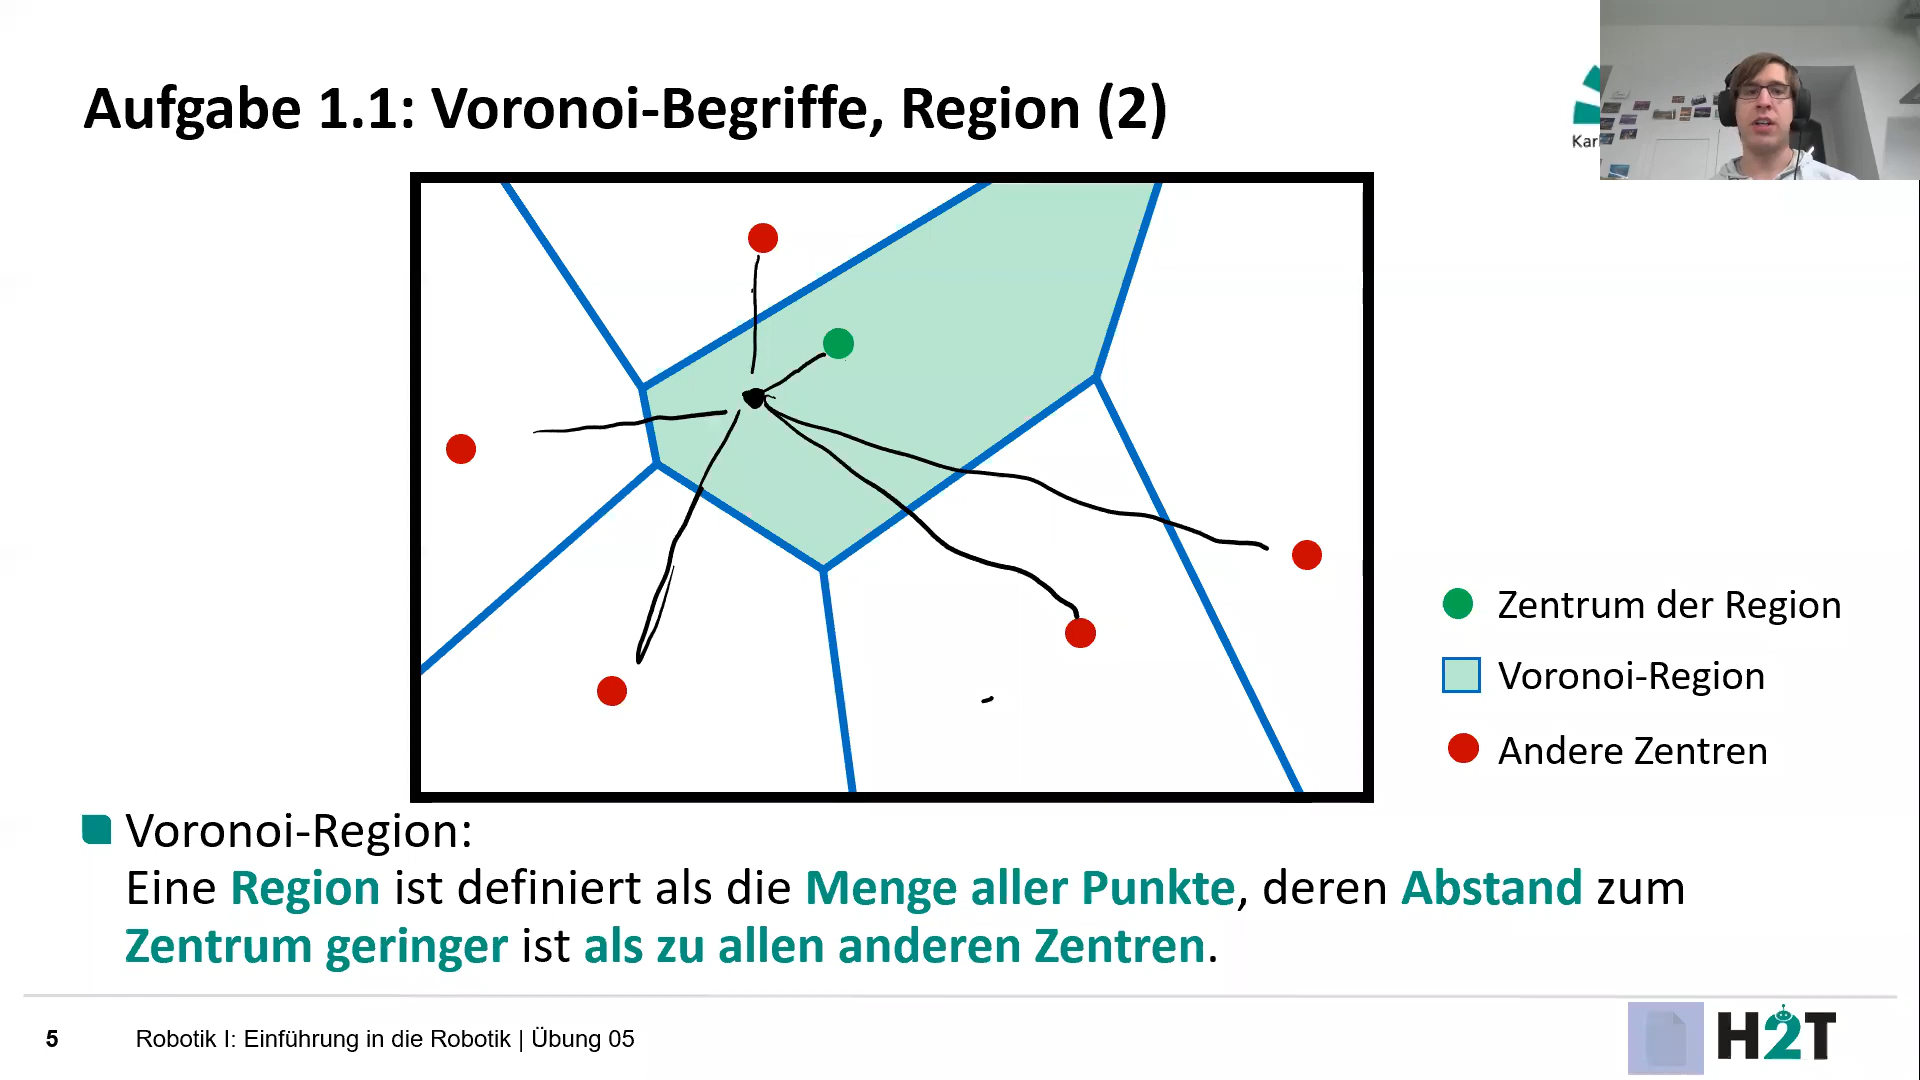 Aufgabe 1.1: Voronoi-Begriffe, Region (2)
Zentrum der Region
Voronoi-Region
Andere Zentren
Voronoi-Region:
Eine Region ist definiert als die Menge aller Punkte, deren Abstand zum
Zentrum geringer ist als zu allen anderen Zentren.
5
Robotik I: Einführung in die Robotik | Übung 05
H2T